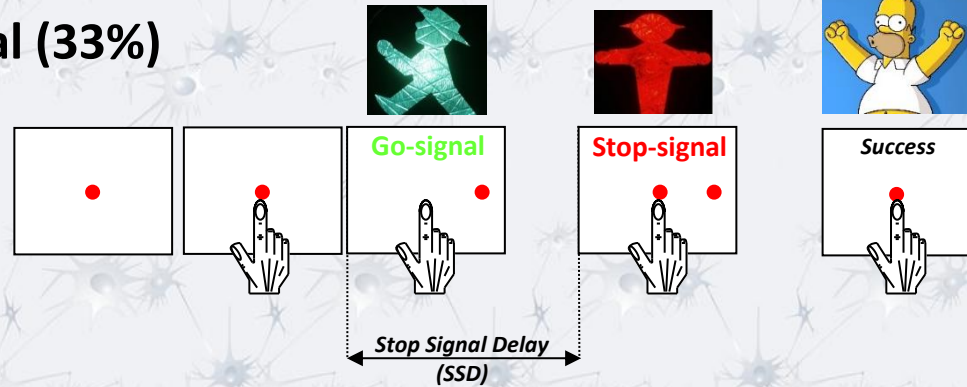 al (33%)
Go-signal
Stop-signal
Success
Stop Signal Delay
(SSD)